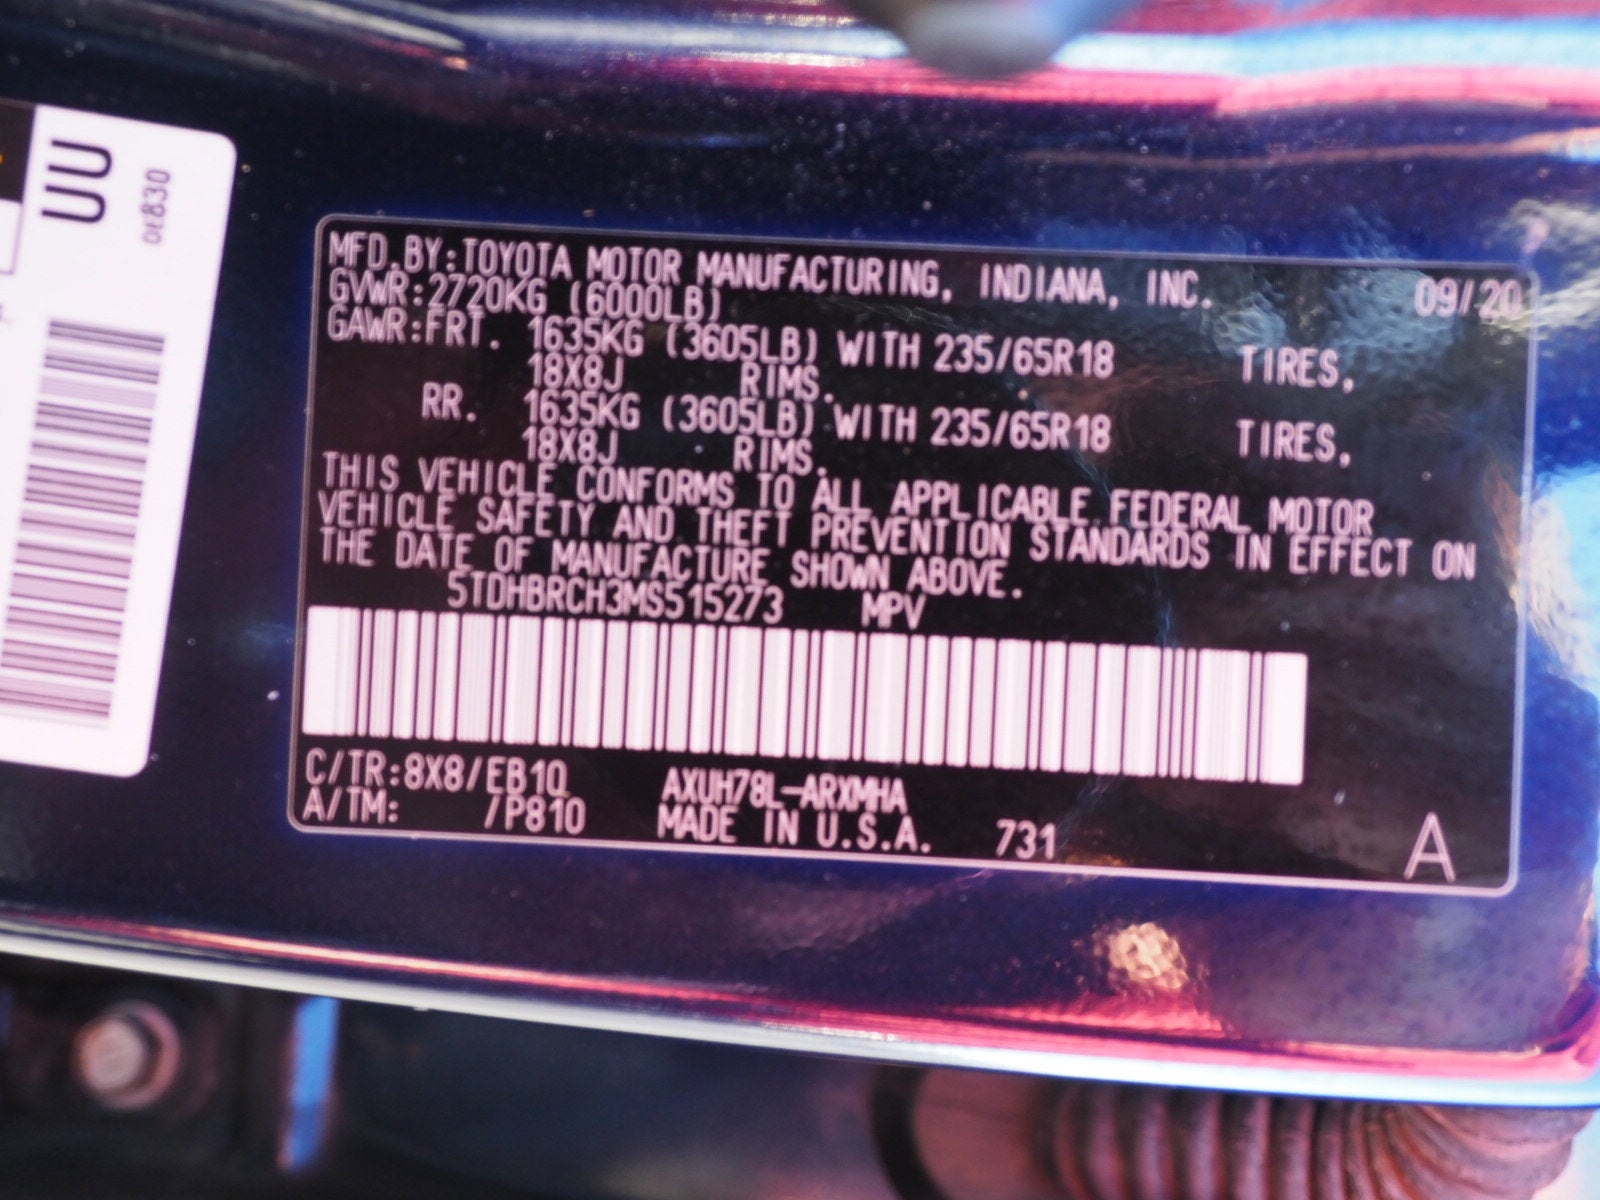 UU
0E830
MFD.BY:TOYOTA MOTOR MANUFACTURING, INDIANA, INC. 09/20
GVWR:2720KG (6000LB)
GAWR:FRT. 1635KG (3605LB) WITH 235/65R18 TIRES,
18X8J RIMS.
RR. 1635KG (3605LB) WITH 235/65R18 TIRES,
18X8J RIMS.
THIS VEHICLE CONFORMS TO ALL APPLICABLE FEDERAL MOTOR
VEHICLE SAFETY AND THEFT PREVENTION STANDARDS IN EFFECT ON
THE DATE OF MANUFACTURE SHOWN ABOVE.
5TDHBRCH3MS515273 MPV
C/TR:8X8/EB10 AXUH78L-ARXMHA
A/TM: /P810 MADE IN U.S.A. 731
A